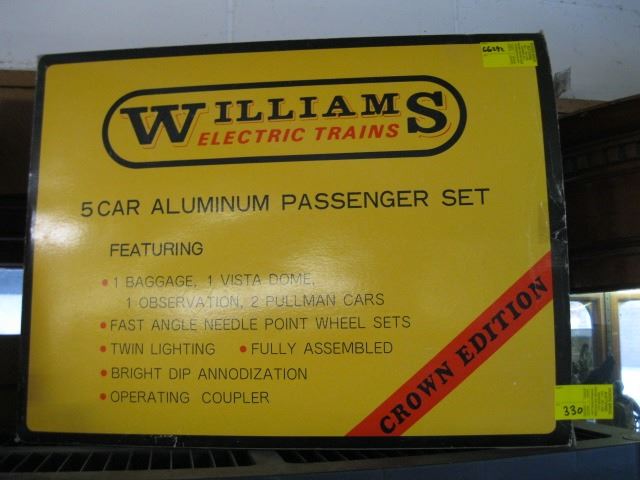 66292
WILLIAMS
ELECTRIC TRAINS
5 CAR ALUMINUM PASSENGER SET
FEATURING
• 1 BAGGAGE, 1 VISTA DOME,
1 OBSERVATION, 2 PULLMAN CARS
• FAST ANGLE NEEDLE POINT WHEEL SETS
• TWIN LIGHTING • FULLY ASSEMBLED
• BRIGHT DIP ANNODIZATION
• OPERATING COUPLER
CROWN EDITION
330